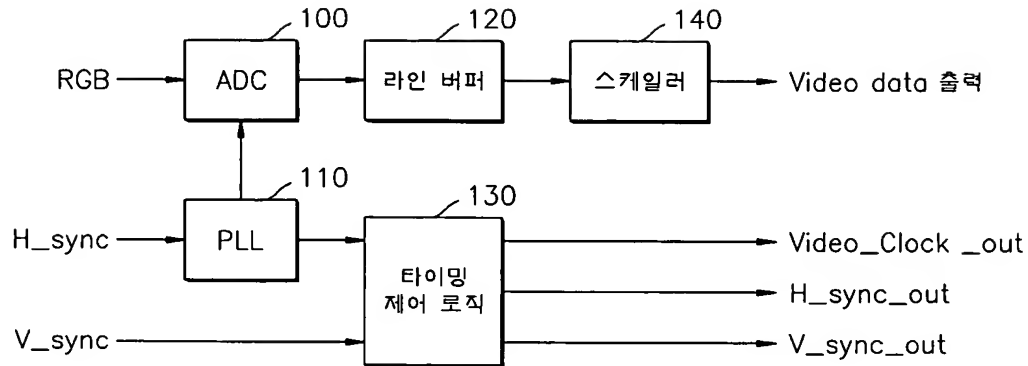 100
120
140
RGB
ADC
라인 버퍼
스케일러
Video data 출력
110
130
H_sync
PLL
타이밍
제어 로직
Video_Clock _out
H_sync_out
V_sync
V_sync_out